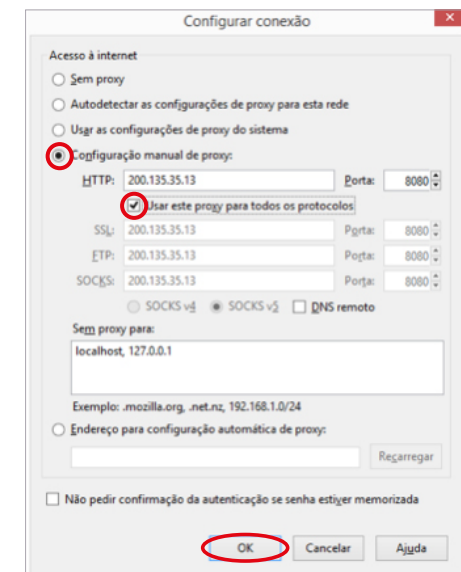 Configurar conexão
Acesso à internet
Sem proxy
Autodetectar as configurações de proxy para esta rede
Usar as configurações de proxy do sistema
Configuração manual de proxy:
HTTP: 200.135.35.13 Porta: 8080
Usar este proxy para todos os protocolos
SSL: 200.135.35.13 Porta: 8080
FTP: 200.135.35.13 Porta: 8080
SOCKS: 200.135.35.13 Porta: 8080
SOCKS v4 SOCKS v5 DNS remoto
Sem proxy para:
localhost, 127.0.0.1
Exemplo: .mozilla.org, .net.nz, 192.168.1.0/24
Endereço para configuração automática de proxy:
Recarregar
Não pedir confirmação da autenticação se senha estiver memorizada
OK Cancelar Ajuda